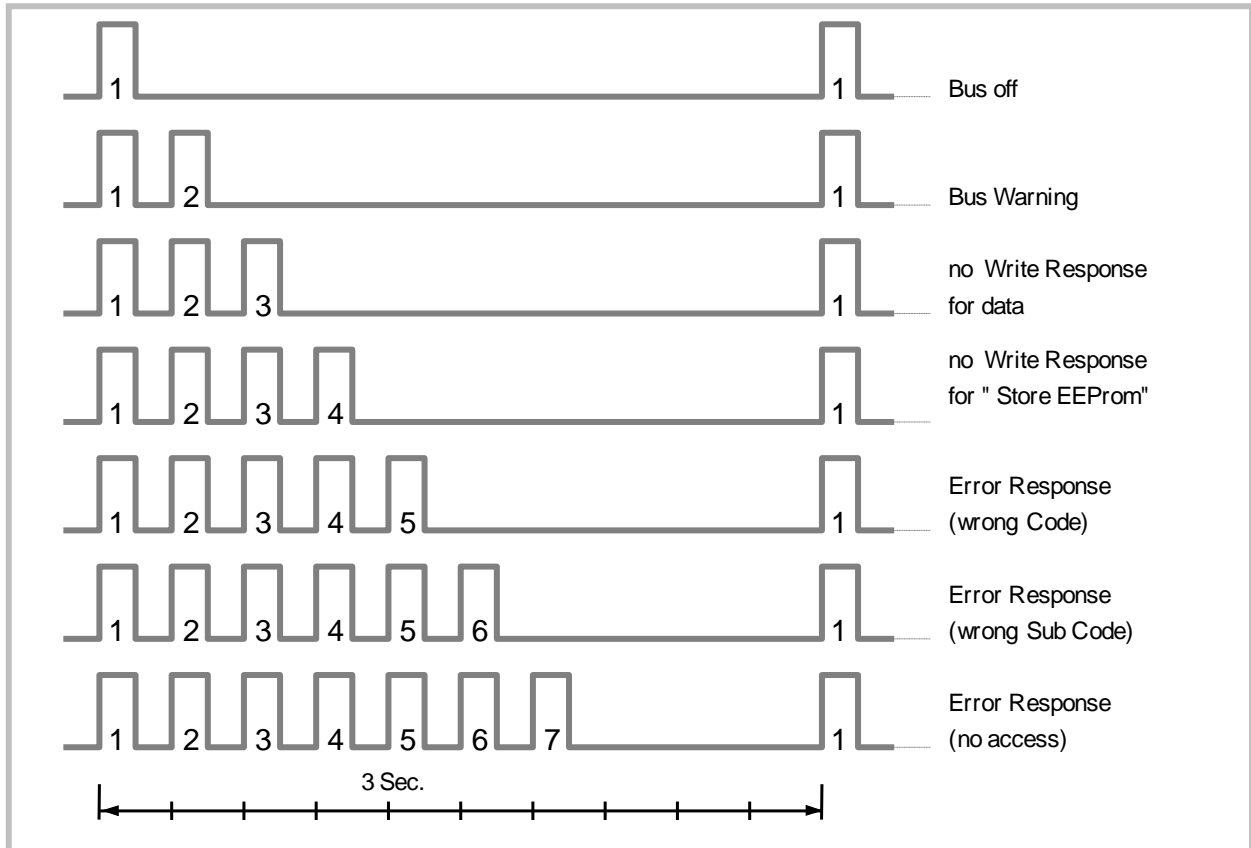 1 1 Bus off
1 2 1 Bus Warning
1 2 3 1 no Write Response
for data
1 2 3 4 1 no Write Response
for " Store EEProm"
1 2 3 4 5 1 Error Response
(wrong Code)
1 2 3 4 5 6 1 Error Response
(wrong Sub Code)
1 2 3 4 5 6 7 1 Error Response
(no access)
3 Sec.